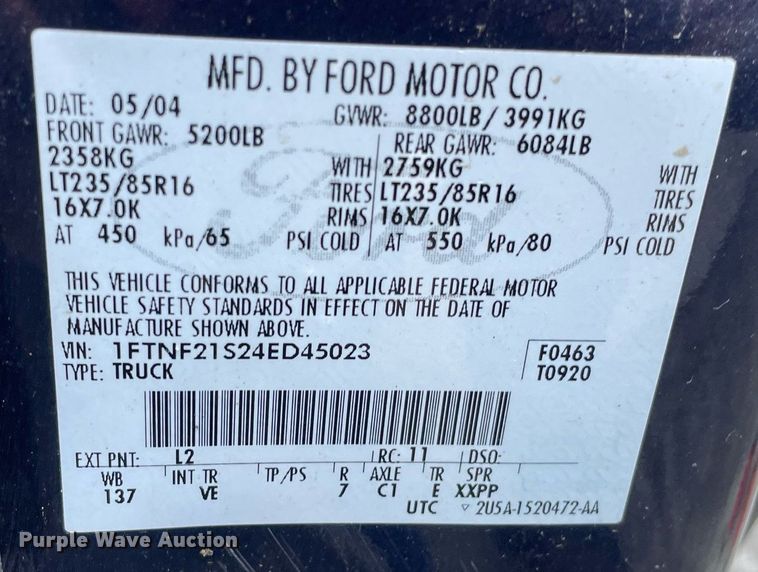 MFD. BY FORD MOTOR CO.
DATE: 05/04 GVWR: 8800LB/ 3991KG
FRONT GAWR: 5200LB REAR GAWR: 6084LB
2358KG WITH 2759KG WITH
LT235/85R16 TIRES LT235/85R16 TIRES
16X7.0K RIMS 16X7.0K RIMS
AT 450 kPa/65 PSI COLD AT 550 kPa/80 PSI COLD
Ford
THIS VEHICLE CONFORMS TO ALL APPLICABLE FEDERAL MOTOR
VEHICLE SAFETY STANDARDS IN EFFECT ON THE DATE OF
MANUFACTURE SHOWN ABOVE.
VIN: 1FTNF21S24ED45023 F0463
TYPE: TRUCK T0920
EXT PNT: L2 RC: 11 DSO:
WB INT TR TP/PS R AXLE TR SPR
137 VE 7 C1 E XXPP
UTC ▽ 2U5A-1520472-AA
Purple Wave Auction